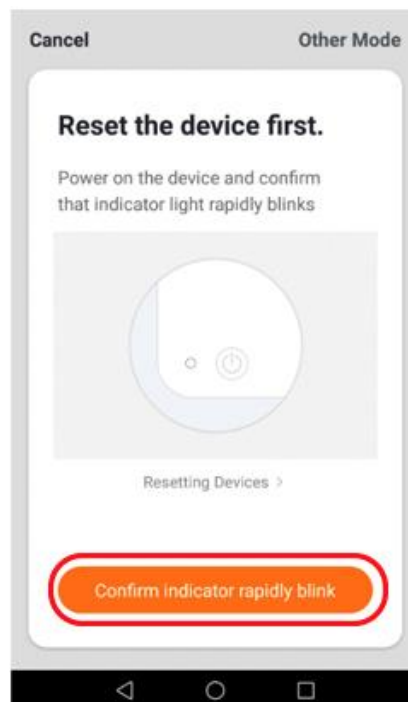 Cancel Other Mode
Reset the device first.
Power on the device and confirm
that indicator light rapidly blinks
Resetting Devices >
Confirm indicator rapidly blink